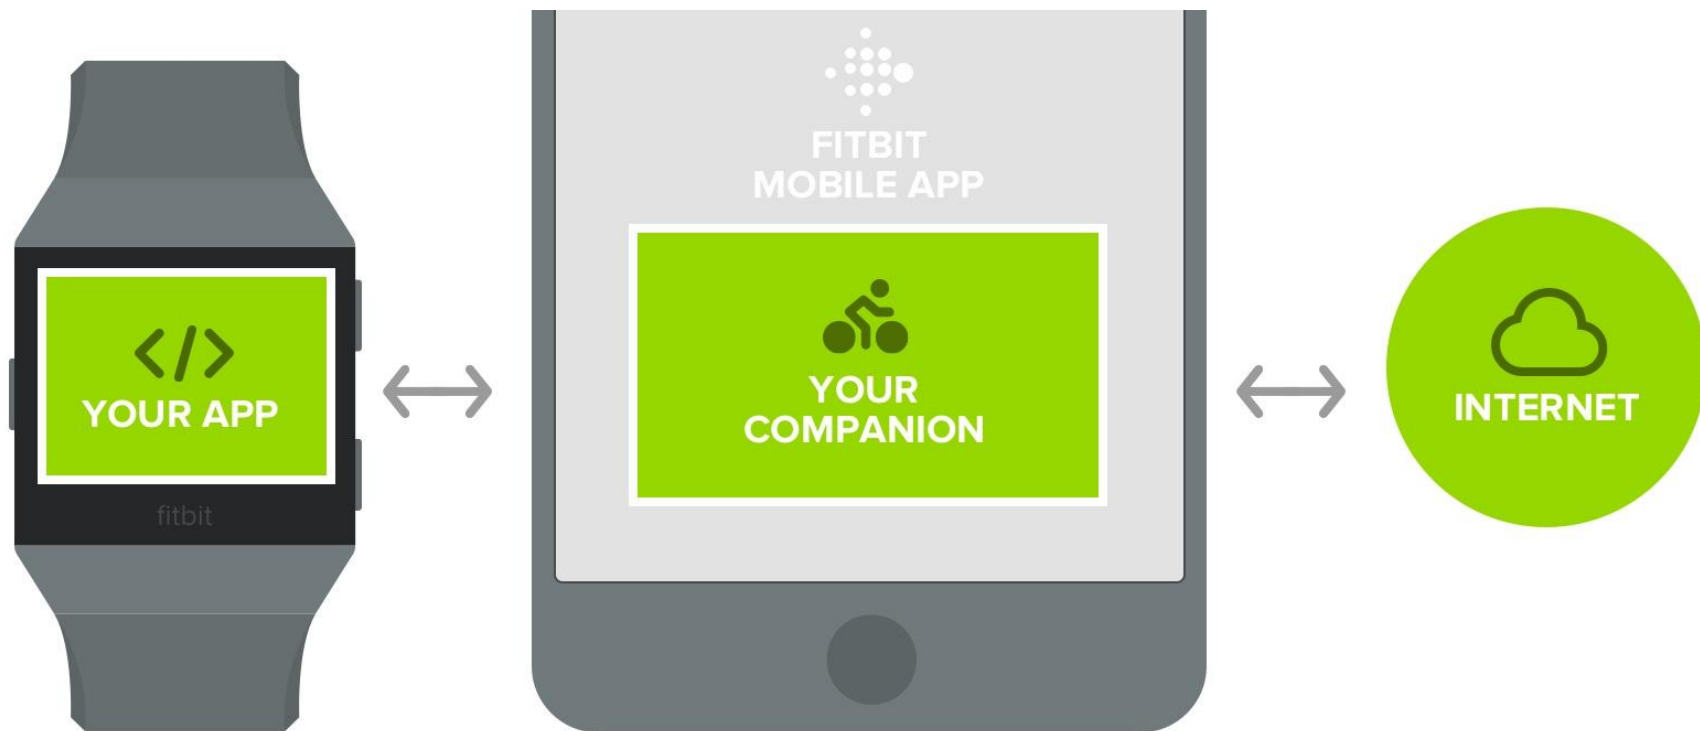 YOUR APP
fitbit
FITBIT
MOBILE APP
YOUR
COMPANION
INTERNET